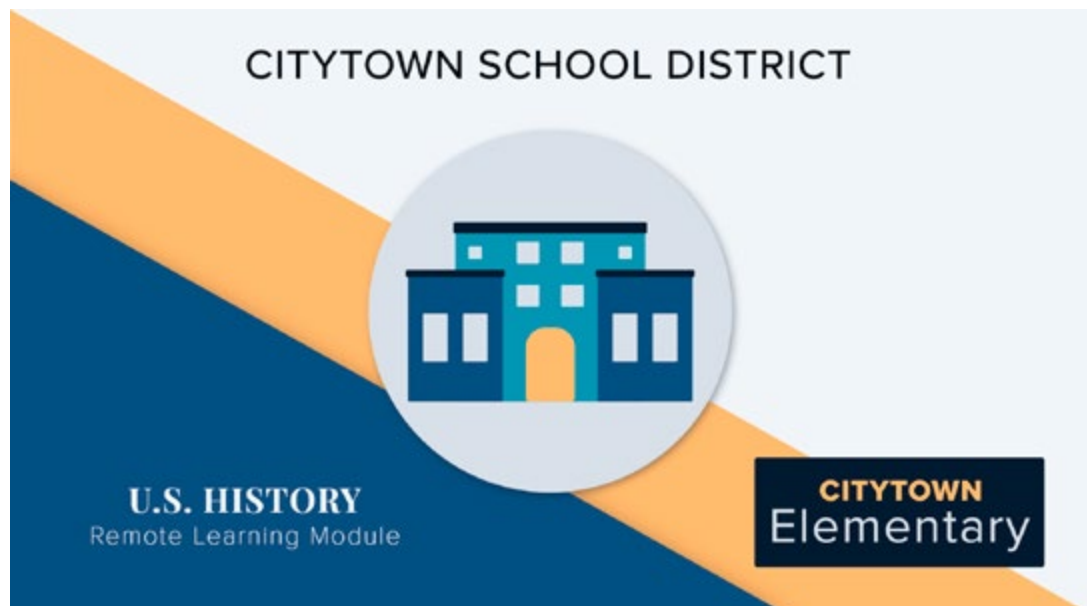 CITYTOWN SCHOOL DISTRICT
U.S. HISTORY
Remote Learning Module
CITYTOWN
Elementary